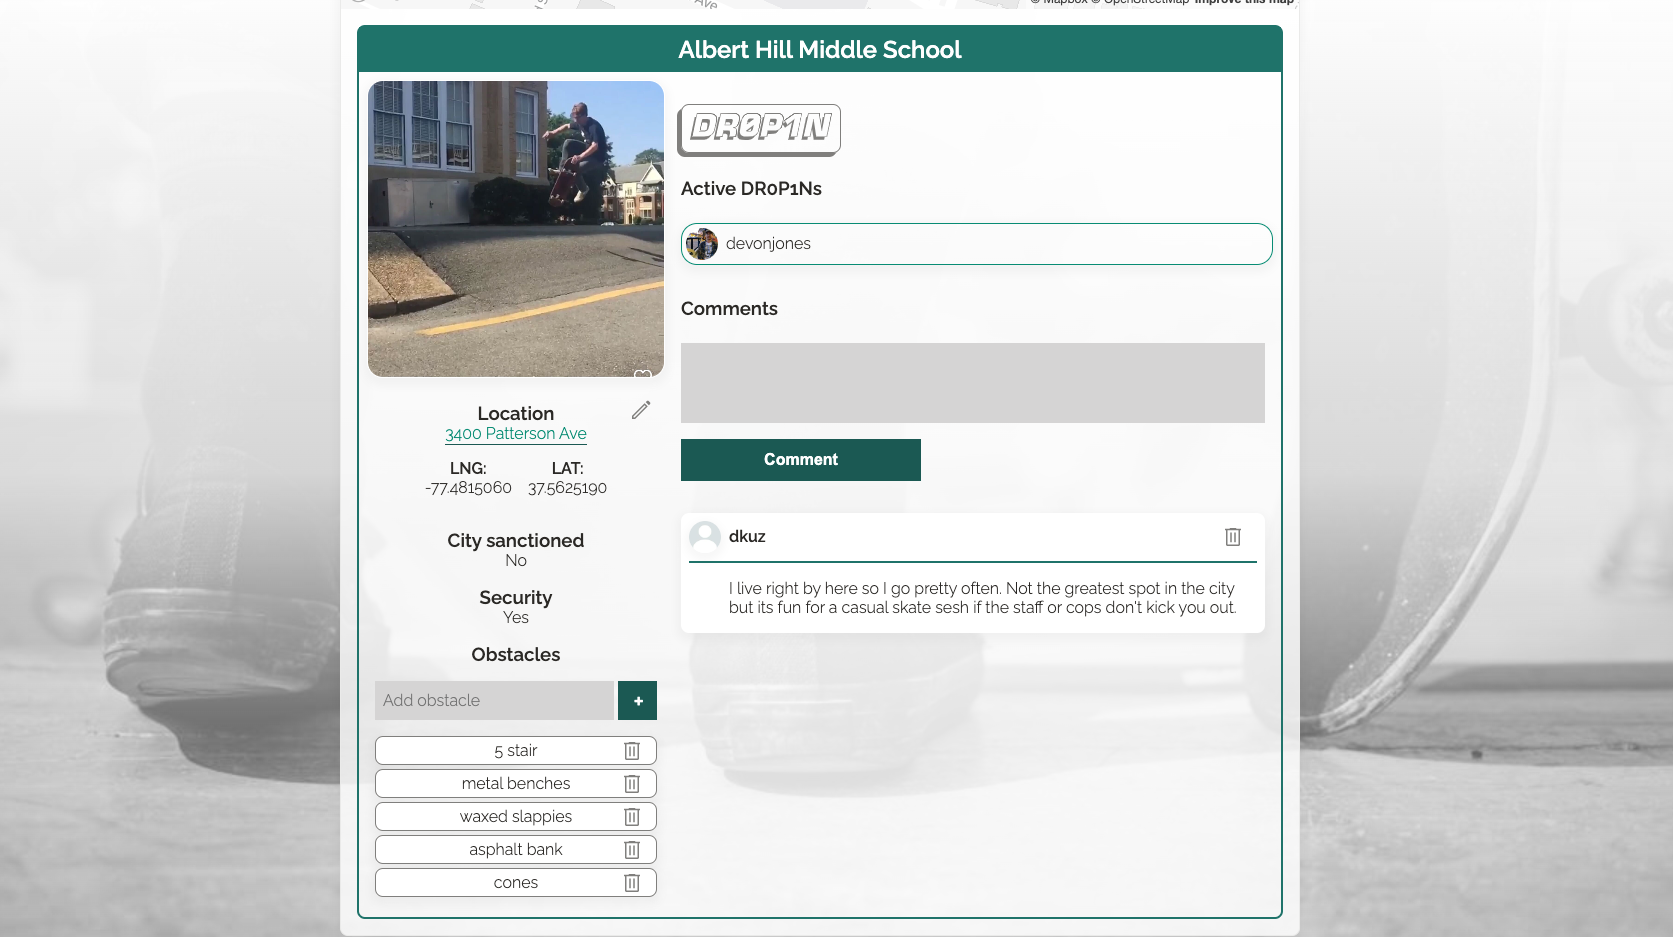 Ave
© Mapbox © OpenStreetMap Improve this map
Albert Hill Middle School
DR0P1N
Active DR0P1Ns
devonjones
Comments
Comment
dkuz
I live right by here so I go pretty often. Not the greatest spot in the city
but its fun for a casual skate sesh if the staff or cops don't kick you out.
Location
3400 Patterson Ave
LNG: LAT:
-77.4815060 37.5625190
City sanctioned
No
Security
Yes
Obstacles
Add obstacle +
5 stair
metal benches
waxed slappies
asphalt bank
cones